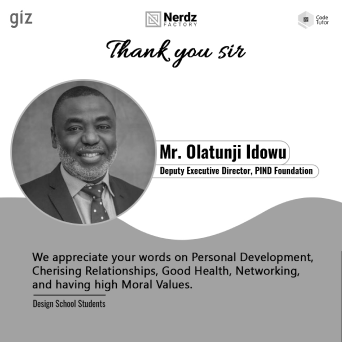 giz
Nerdz
FACTORY
Code
Tutor
Thank you sir
Mr. Olatunji Idowu
Deputy Executive Director, PIND Foundation
We appreciate your words on Personal Development,
Cherising Relationships, Good Health, Networking,
and having high Moral Values.
Design School Students